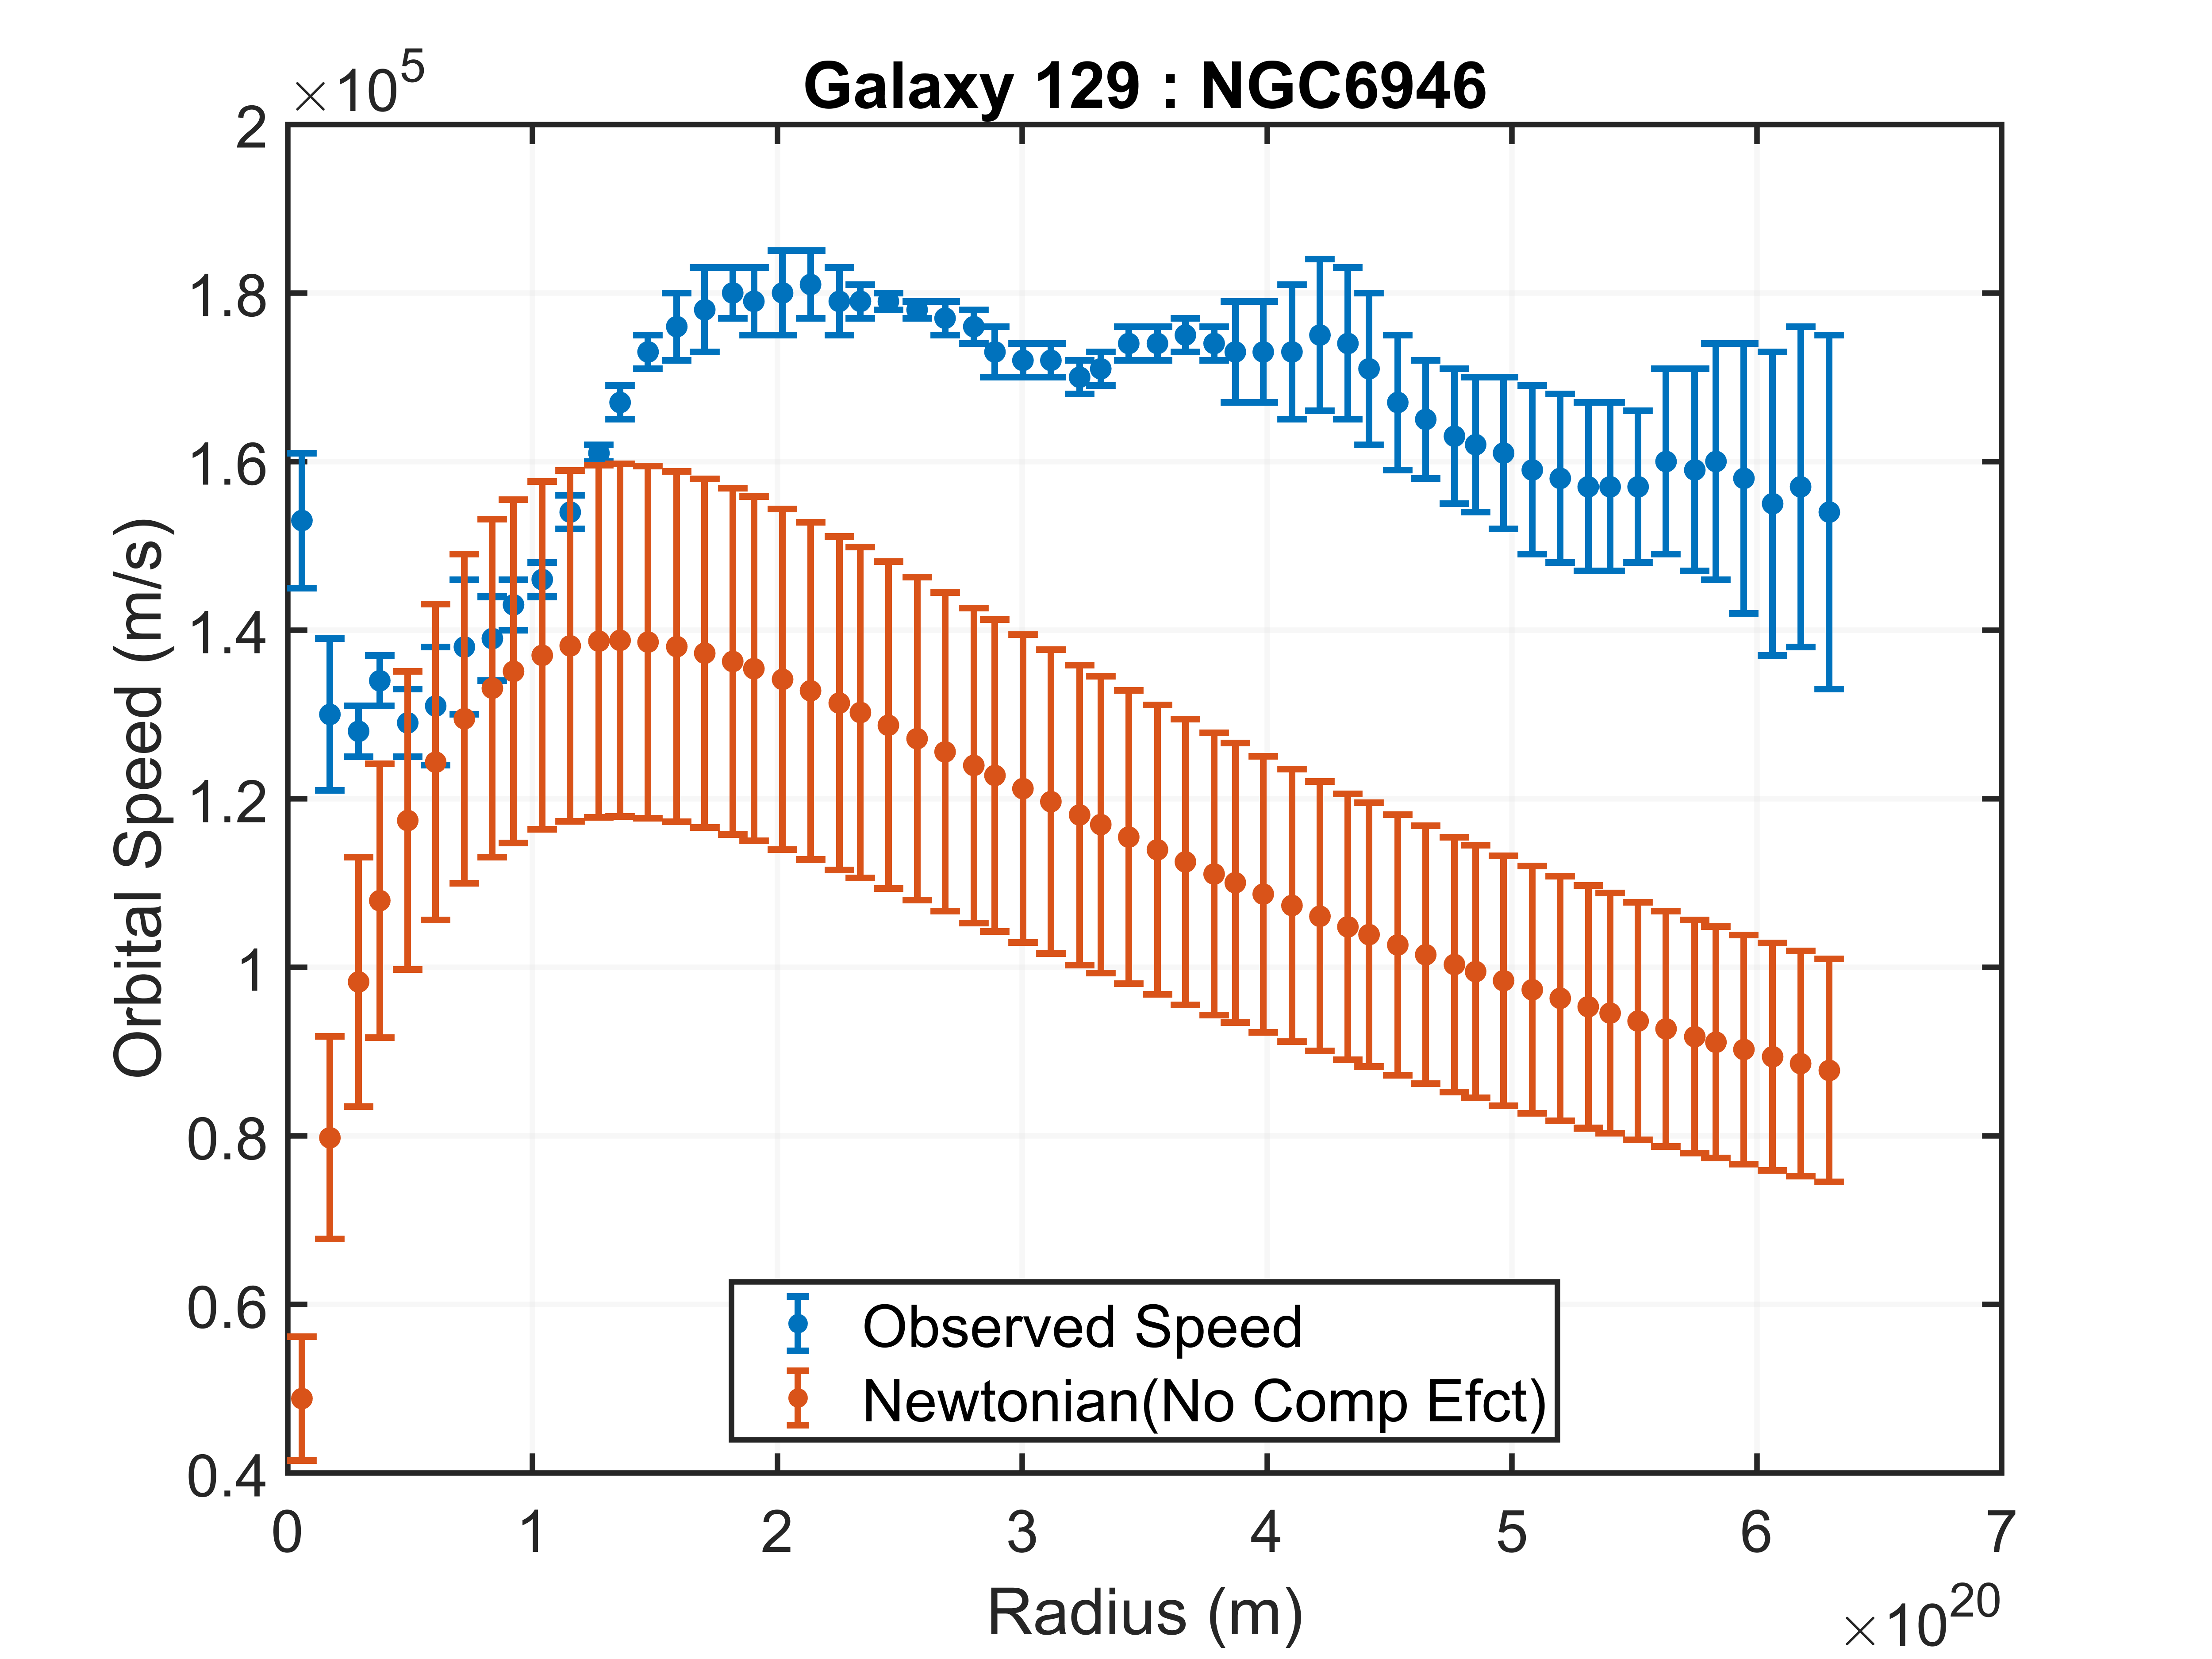 ×10^5
Galaxy 129 : NGC6946
2
1.8
1.6
1.4
1.2
1
0.8
0.6
0.4
Orbital Speed (m/s)
Observed Speed
Newtonian(No Comp Efct)
0 1 2 3 4 5 6 7
Radius (m)
×10^20